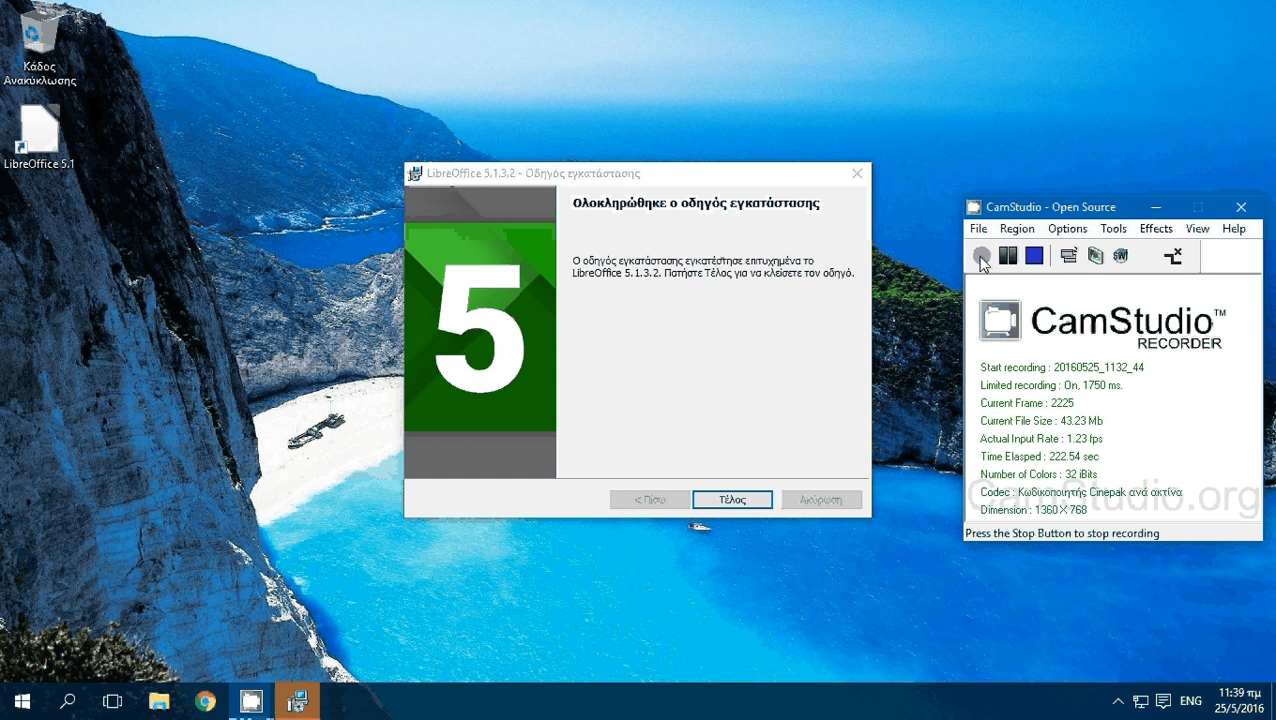 Κάδος
Ανακύκλωσης
LibreOffice 5.1
LibreOffice 5.1.3.2 - Οδηγός εγκατάστασης
Ολοκληρώθηκε ο οδηγός εγκατάστασης
Ο οδηγός εγκατάστασης εγκατέστησε επιτυχημένα το
LibreOffice 5.1.3.2. Πατήστε Τέλος για να κλείσετε τον οδηγό.
5
< Πίσω
Τέλος
Ακύρωση
CamStudio - Open Source
File Region Options Tools Effects View Help
CamStudio™
RECORDER
Start recording : 20160525_1132_44
Limited recording : On, 1750 ms.
Current Frame : 2225
Current File Size : 43.23 Mb
Actual Input Rate : 1.23 fps
Time Elasped : 222.54 sec
Number of Colors : 32 iBits
Codec : Κωδικοποιητής Cinepak ανά ακτίνα
CamStudio.org
Dimension : 1360 X 768
Press the Stop Button to stop recording
ENG
11:39 πμ
25/5/2016